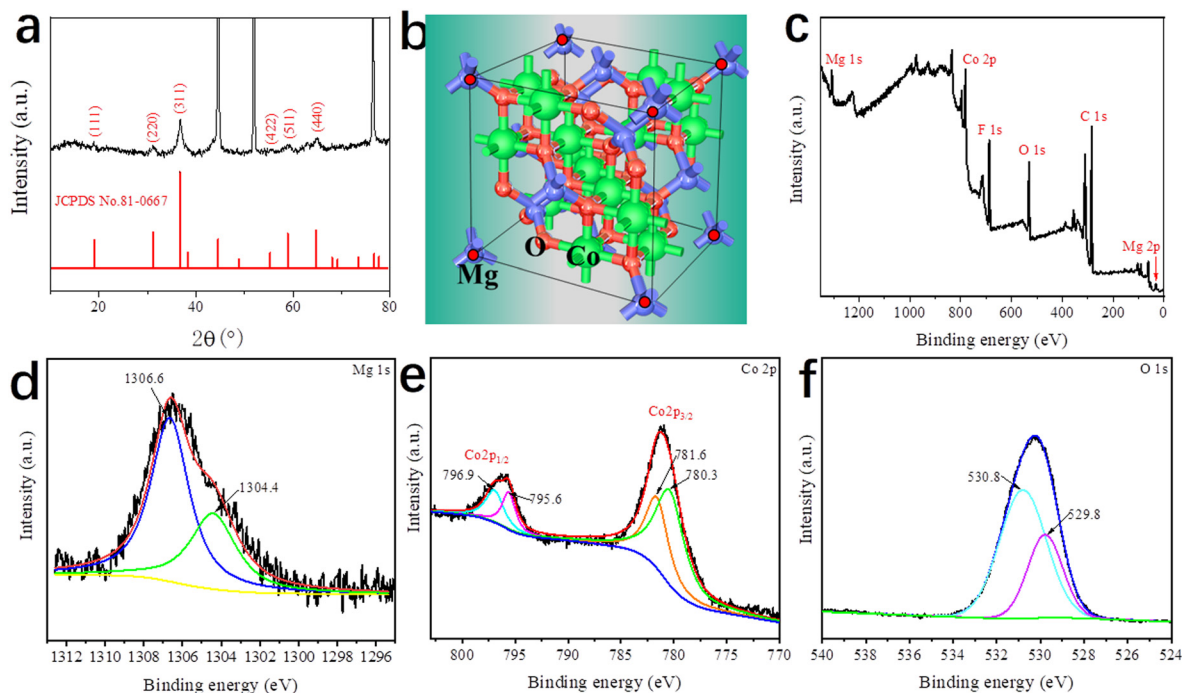 a
Intensity (a.u.)
(111)
(220)
(311)
(422)
(511)
(440)
JCPDS No.81-0667
20
40
60
80
2θ (°)
b
Mg
O
Co
c
Intensity (a.u.)
Mg 1s
Co 2p
F 1s
O 1s
C 1s
Mg 2p
1200
1000
800
600
400
200
0
Binding energy (eV)
d
Mg 1s
Intensity (a.u.)
1306.6
1304.4
1312 1310 1308 1306 1304 1302 1300 1298 1296
Binding energy (eV)
e
Co 2p
Intensity (a.u.)
Co2p1/2
796.9
795.6
Co2p3/2
781.6
780.3
800 795 790 785 780 775 770
Binding energy (eV)
f
O 1s
Intensity (a.u.)
530.8
529.8
540 538 536 534 532 530 528 526 524
Binding energy (eV)